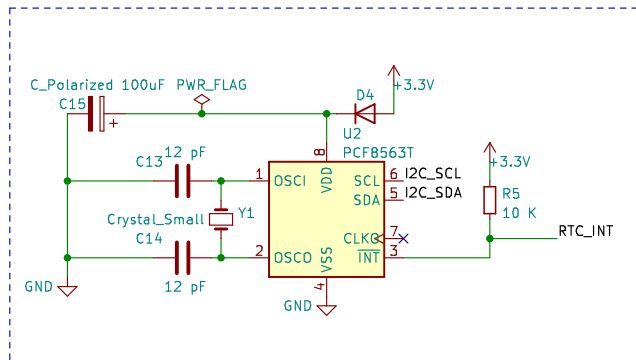 C_Polarized 100uF PWR_FLAG
C15
+
D4
+3.3V
U2
PCF8563T
8
VDD
C13
12 pF
1
OSCI
SCL
6
I2C_SCL
SDA
5
I2C_SDA
+3.3V
R5
10 K
Crystal_Small
Y1
C14
12 pF
2
OSCO
CLKO
7
INT
3
RTC_INT
VSS
4
GND
GND